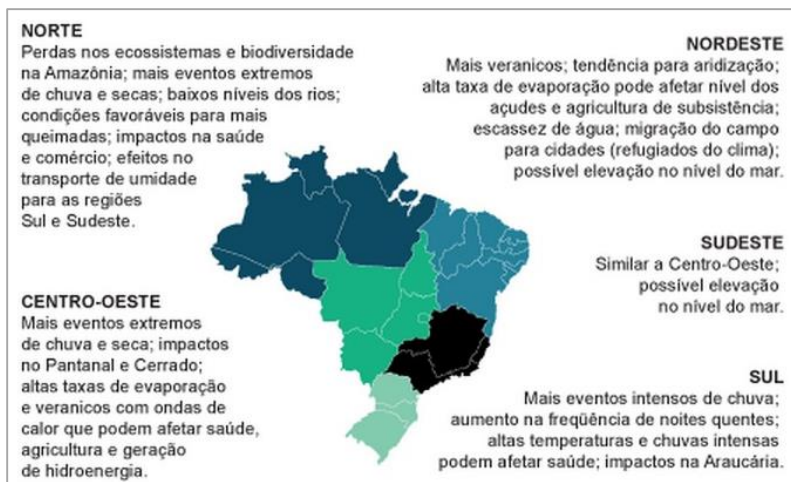 NORTE
Perdas nos ecossistemas e biodiversidade
na Amazônia; mais eventos extremos
de chuva e secas; baixos níveis dos rios;
condições favoráveis para mais
queimadas; impactos na saúde
e comércio; efeitos no
transporte de umidade
para as regiões
Sul e Sudeste.
NORDESTE
Mais veranicos; tendência para aridização;
alta taxa de evaporação pode afetar nível dos
açudes e agricultura de subsistência;
escassez de água; migração do campo
para cidades (refugiados do clima);
possível elevação no nível do mar.
SUDESTE
Similar a Centro-Oeste;
possível elevação
no nível do mar.
CENTRO-OESTE
Mais eventos extremos
de chuva e seca; impactos
no Pantanal e Cerrado;
altas taxas de evaporação
e veranicos com ondas de
calor que podem afetar saúde,
agricultura e geração
de hidroenergia.
SUL
Mais eventos intensos de chuva;
aumento na freqüência de noites quentes;
altas temperaturas e chuvas intensas
podem afetar saúde; impactos na Araucária.